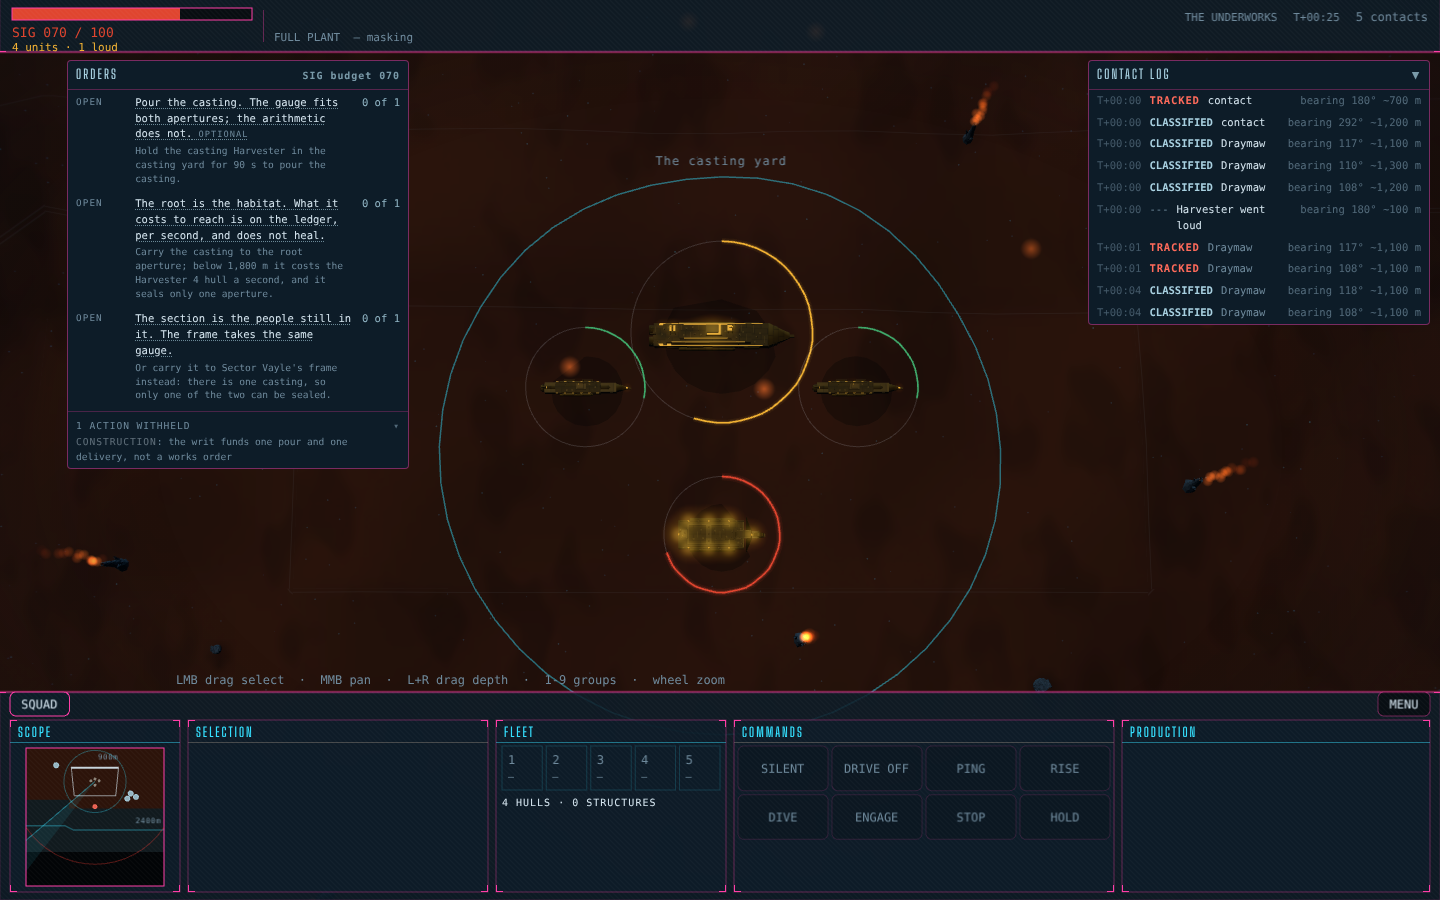 SIG 070 / 100
4 units · 1 loud
FULL PLANT — masking
THE UNDERWORKS T+00:25 5 contacts
ORDERS SIG budget 070
OPEN Pour the casting. The gauge fits 0 of 1
both apertures; the arithmetic
does not. OPTIONAL
Hold the casting Harvester in the
casting yard for 90 s to pour the
casting.
OPEN The root is the habitat. What it 0 of 1
costs to reach is on the ledger,
per second, and does not heal.
Carry the casting to the root
aperture; below 1,800 m it costs the
Harvester 4 hull a second, and it
seals only one aperture.
OPEN The section is the people still in 0 of 1
it. The frame takes the same
gauge.
Or carry it to Sector Vayle's frame
instead: there is one casting, so
only one of the two can be sealed.
1 ACTION WITHHELD ▾
CONSTRUCTION: the writ funds one pour and one
delivery, not a works order
The casting yard
CONTACT LOG ▼
T+00:00 TRACKED contact bearing 180° ~700 m
T+00:00 CLASSIFIED contact bearing 292° ~1,200 m
T+00:00 CLASSIFIED Draymaw bearing 117° ~1,100 m
T+00:00 CLASSIFIED Draymaw bearing 110° ~1,300 m
T+00:00 CLASSIFIED Draymaw bearing 108° ~1,200 m
T+00:00 --- Harvester went bearing 180° ~100 m
loud
T+00:01 TRACKED Draymaw bearing 117° ~1,100 m
T+00:01 TRACKED Draymaw bearing 108° ~1,100 m
T+00:04 CLASSIFIED Draymaw bearing 118° ~1,100 m
T+00:04 CLASSIFIED Draymaw bearing 108° ~1,100 m
LMB drag select · MMB pan · L+R drag depth · 1-9 groups · wheel zoom
SQUAD
MENU
SCOPE
900m
2400m
SELECTION
FLEET
1 2 3 4 5
– – – – –
4 HULLS · 0 STRUCTURES
COMMANDS
SILENT DRIVE OFF PING RISE
DIVE ENGAGE STOP HOLD
PRODUCTION